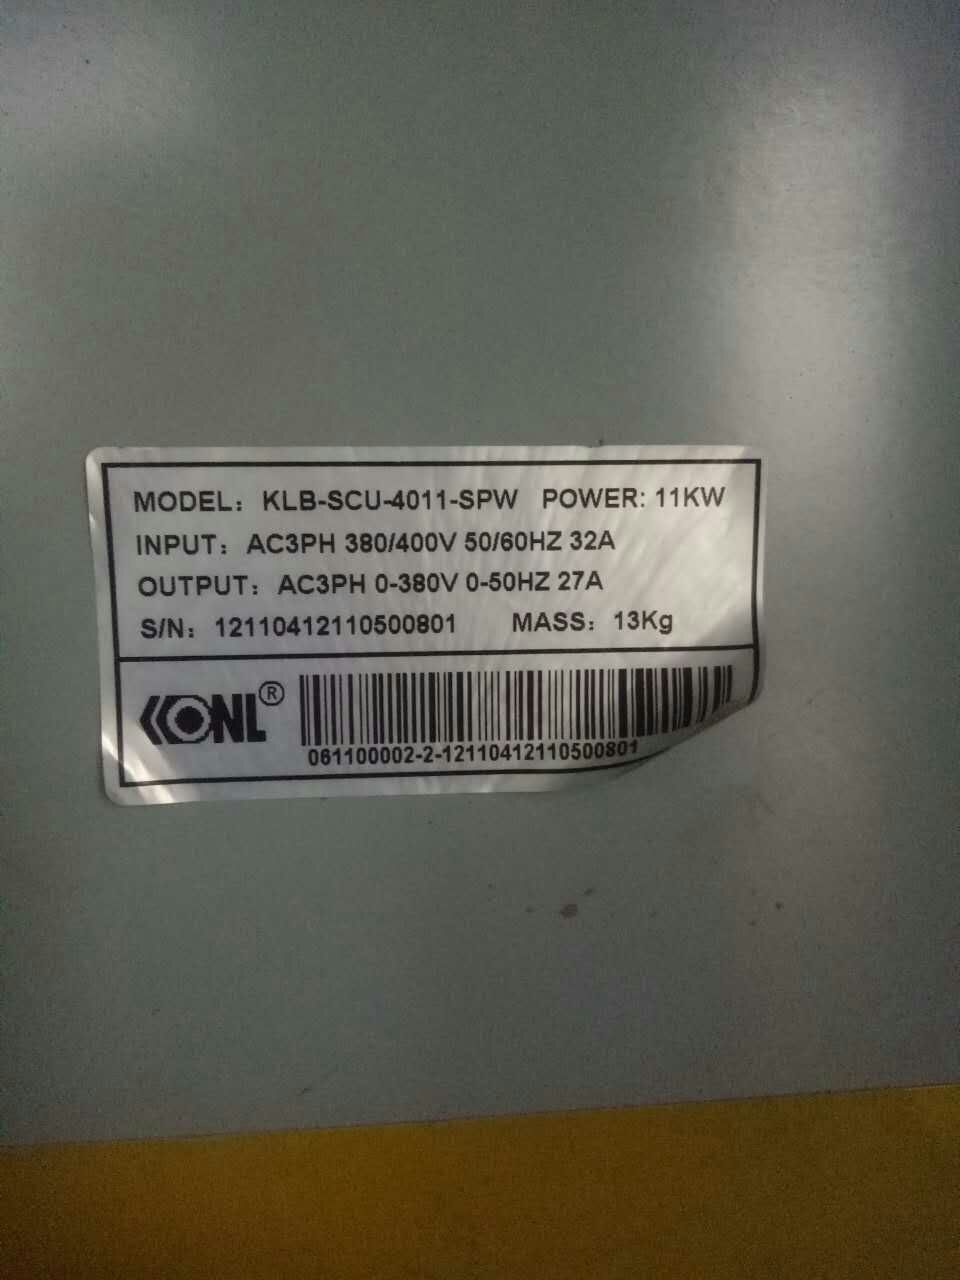 MODEL： KLB-SCU-4011-SPW POWER: 11KW
INPUT： AC3PH 380/400V 50/60HZ 32A
OUTPUT： AC3PH 0-380V 0-50HZ 27A
S/N： 12110412110500801 MASS： 13Kg
KONL®
061100002-2-12110412110500801